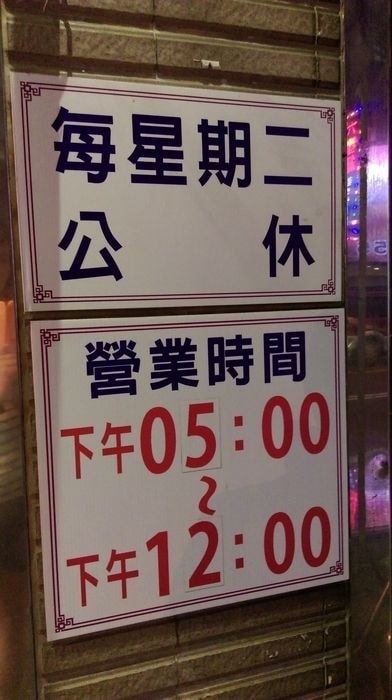 每星期二
公休
營業時間
下午05:00
~
下午12:00